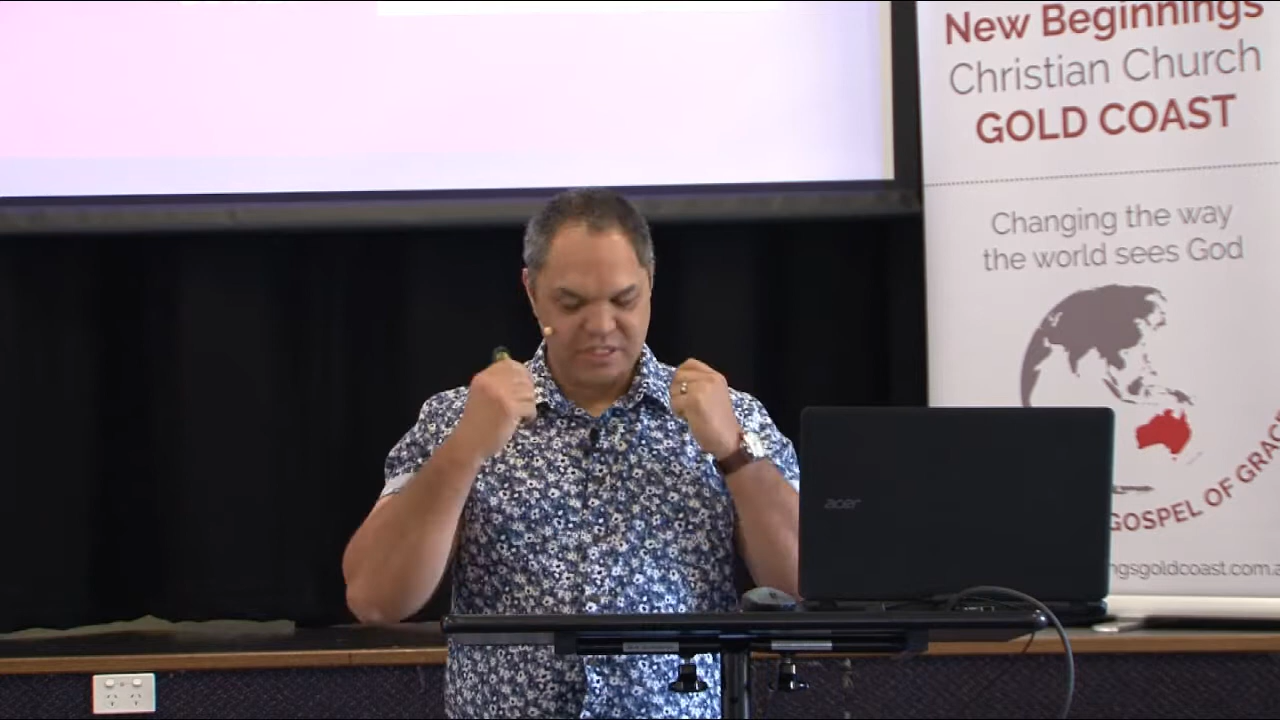 New Beginnings
Christian Church
GOLD COAST
Changing the way
the world sees God
GOSPEL OF GRAC
ngsgoldcoast.com.a
acer